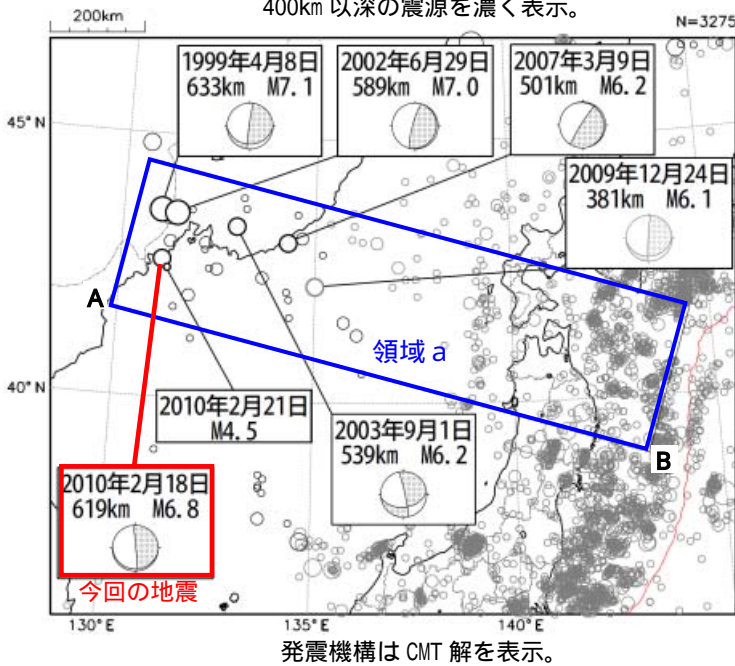 400km 以深の震源を濃く表示。
200km
N=3275
1999年4月8日
633km M7.1
2002年6月29日
589km M7.0
2007年3月9日
501km M6.2
45°N
2009年12月24日
381km M6.1
A
領域a
40°N
2010年2月21日
M4.5
2003年9月1日
539km M6.2
B
2010年2月18日
619km M6.8
今回の地震
130°E
135°E
140°E
発震機構は CMT 解を表示。